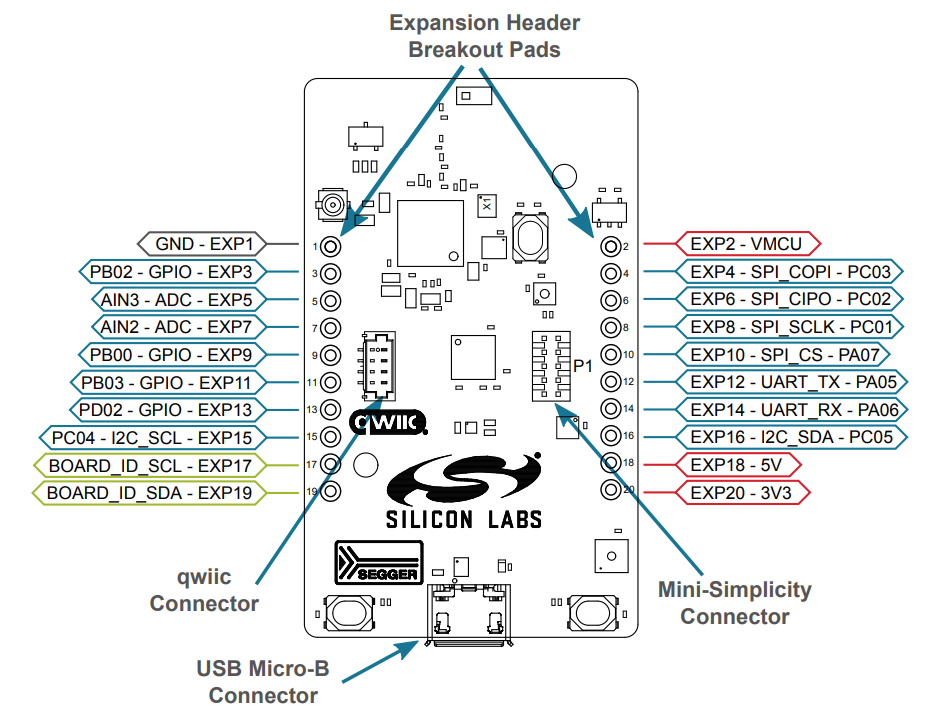 Expansion Header
Breakout Pads
X1
GND - EXP1
1
2
EXP2 - VMCU
PB02 - GPIO - EXP3
3
4
EXP4 - SPI_COPI - PC03
AIN3 - ADC - EXP5
5
6
EXP6 - SPI_CIPO - PC02
AIN2 - ADC - EXP7
7
8
EXP8 - SPI_SCLK - PC01
PB00 - GPIO - EXP9
9
10
EXP10 - SPI_CS - PA07
P1
PB03 - GPIO - EXP11
11
12
EXP12 - UART_TX - PA05
PD02 - GPIO - EXP13
13
14
EXP14 - UART_RX - PA06
qwiic
PC04 - I2C_SCL - EXP15
15
16
EXP16 - I2C_SDA - PC05
BOARD_ID_SCL - EXP17
17
18
EXP18 - 5V
BOARD_ID_SDA - EXP19
19
20
EXP20 - 3V3
SILICON LABS
SEGGER
qwiic
Connector
Mini-Simplicity
Connector
USB Micro-B
Connector